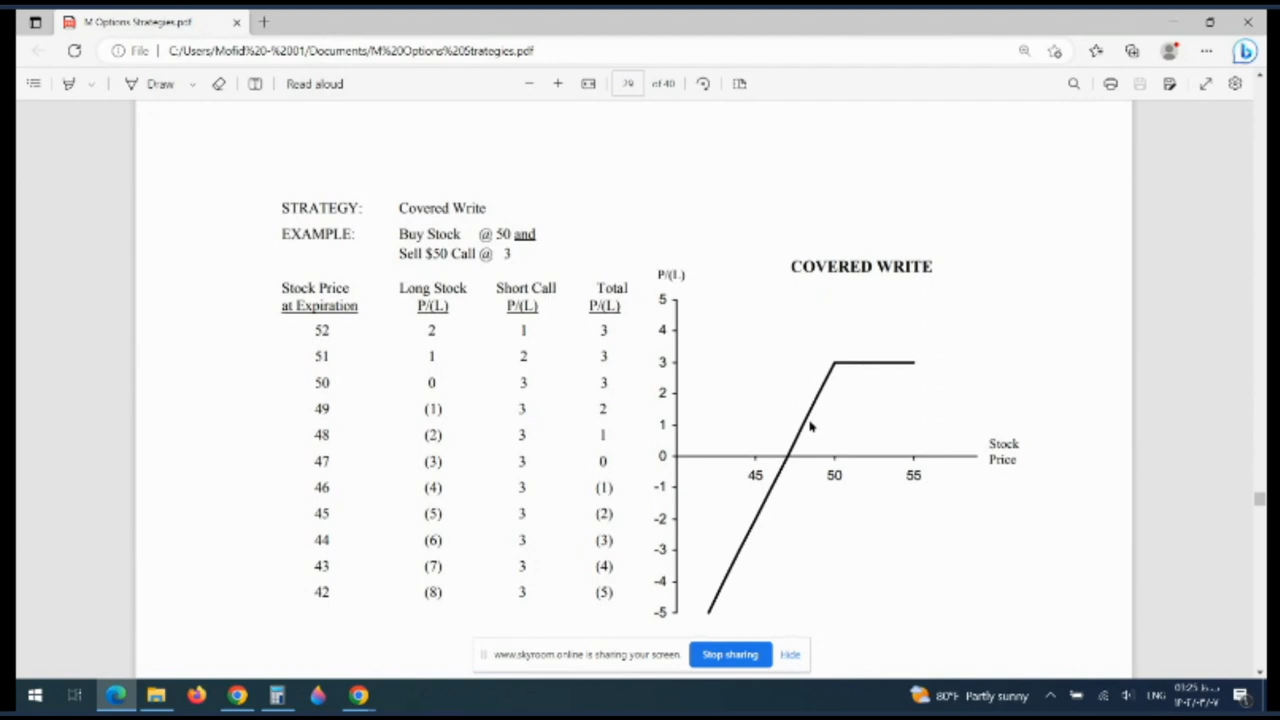 M Options Strategies.pdf
File | C:/Users/Mofid%20-%2001/Documents/M%20Options%20Strategies.pdf
Draw
Read aloud
29 of 40
STRATEGY: Covered Write
EXAMPLE: Buy Stock @ 50 and
Sell $50 Call @ 3
COVERED WRITE
Stock Price Long Stock Short Call Total
at Expiration P/(L) P/(L) P/(L)
52 2 1 3
51 1 2 3
50 0 3 3
49 (1) 3 2
48 (2) 3 1
47 (3) 3 0
46 (4) 3 (1)
45 (5) 3 (2)
44 (6) 3 (3)
43 (7) 3 (4)
42 (8) 3 (5)
P/(L)
5
4
3
2
1
0
-1
-2
-3
-4
-5
45 50 55
Stock
Price
www.skyroom.online is sharing your screen.
Stop sharing
Hide
80°F Partly sunny
ENG